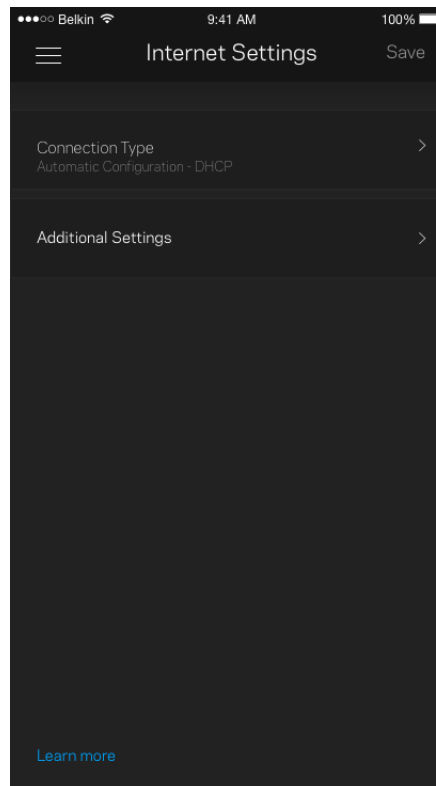 Belkin 9:41 AM 100%
Internet Settings Save
Connection Type
Automatic Configuration - DHCP
Additional Settings
Learn more